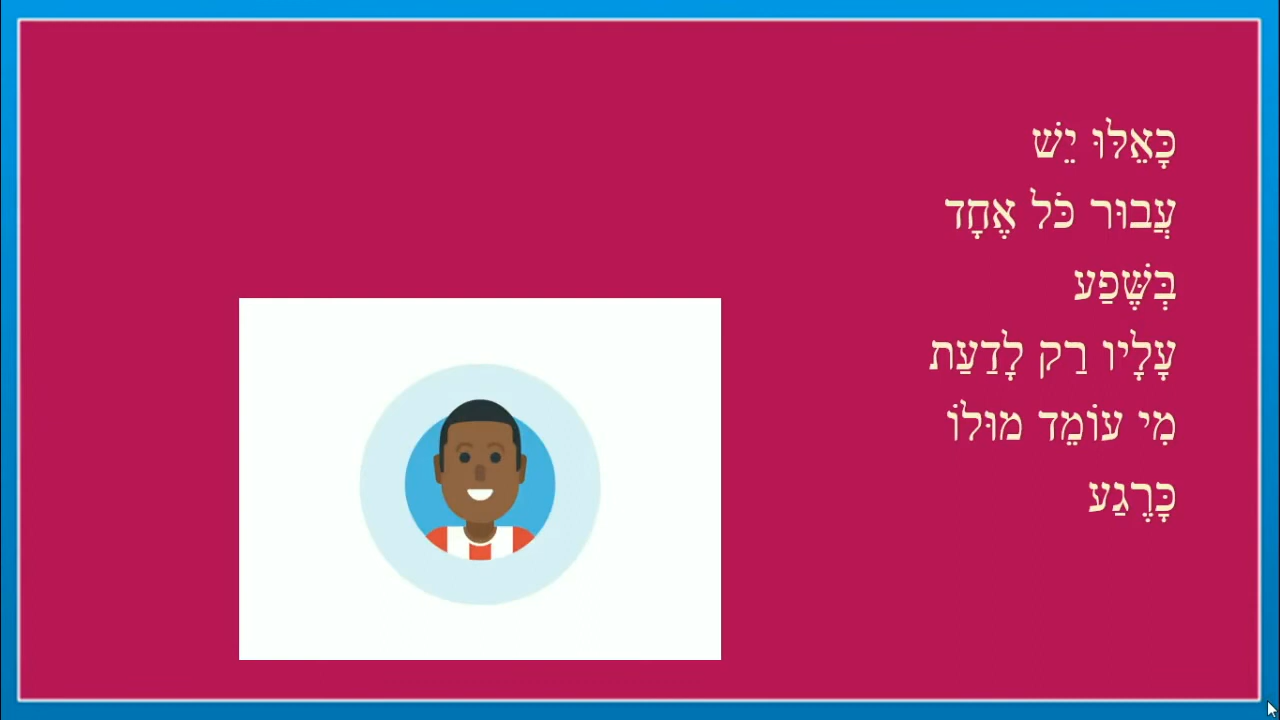 כָּאֵלּוּ יֵשׁ
עֲבוּר כֹּל אֶחָד
בְּשֶּׁפַע
עָלָיו רַק לָדַעַת
מִי עוֹמֵד מוּלוֹ
כָּרֶגַע